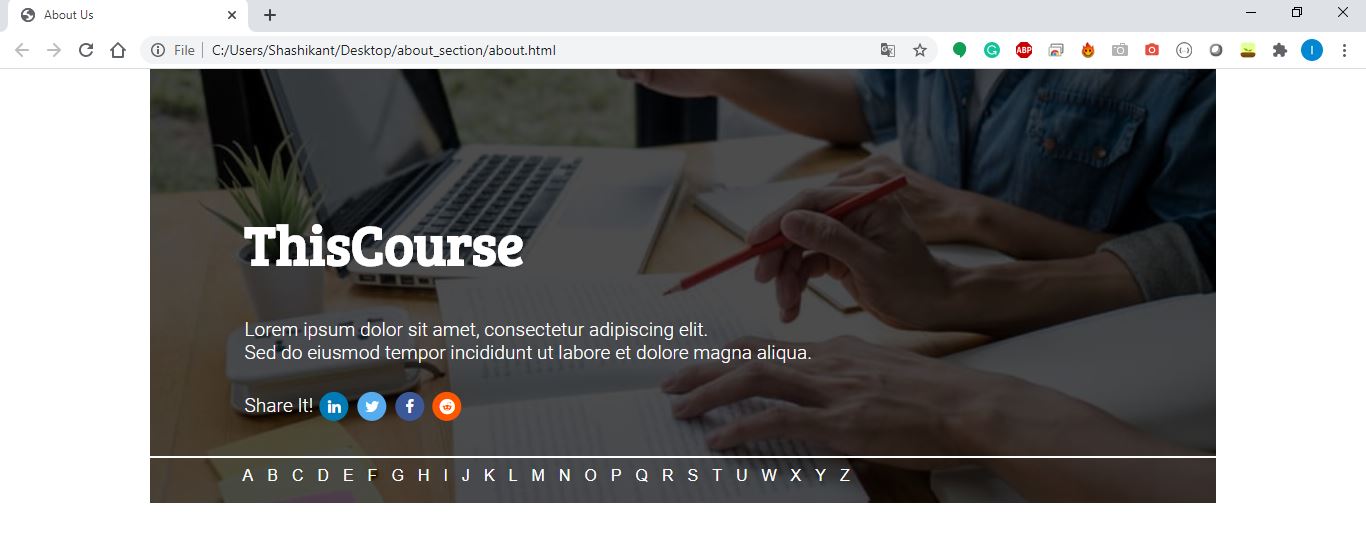 About Us
File
C:/Users/Shashikant/Desktop/about_section/about.html
ABP
I
ThisCourse
Lorem ipsum dolor sit amet, consectetur adipiscing elit.
Sed do eiusmod tempor incididunt ut labore et dolore magna aliqua.
Share It!
A B C D E F G H I J K L M N O P Q R S T U W X Y Z